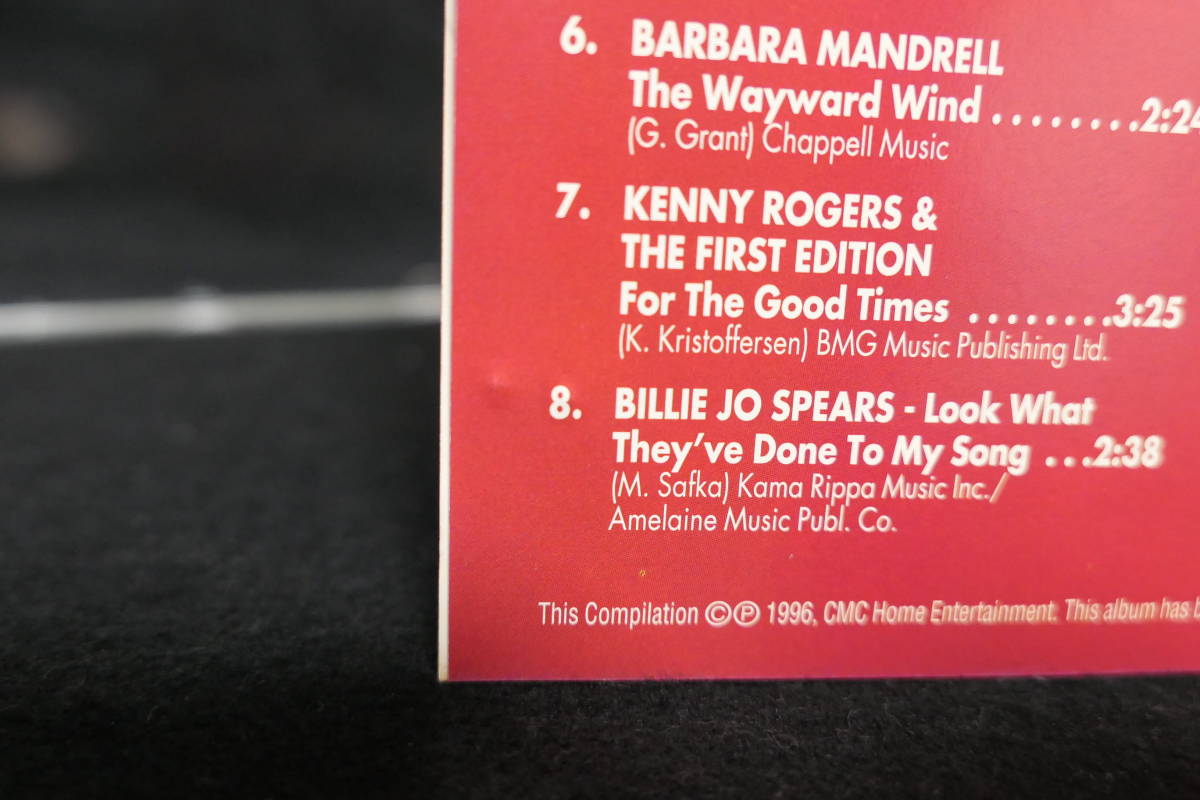 6. BARBARA MANDRELL
The Wayward Wind ........2:24
(G. Grant) Chappell Music
7. KENNY ROGERS &
THE FIRST EDITION
For The Good Times ........3:25
(K. Kristoffersen) BMG Music Publishing Ltd.
8. BILLIE JO SPEARS - Look What
They've Done To My Song ...2:38
(M. Safka) Kama Rippa Music Inc./
Amelaine Music Publ. Co.
This Compilation ©℗ 1996, CMC Home Entertainment. This album has